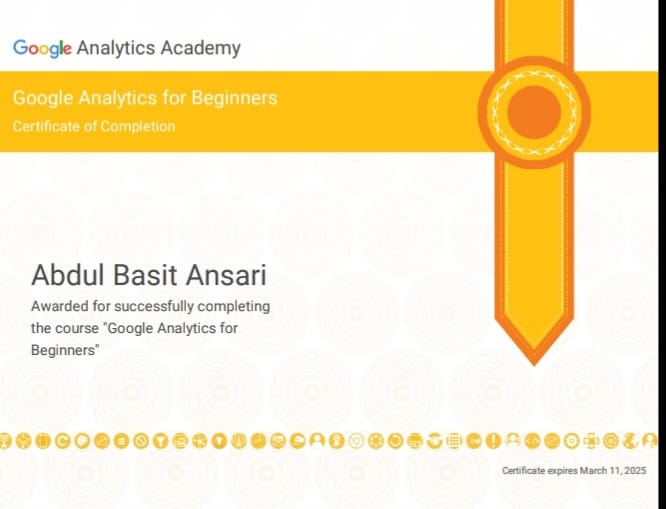 Google Analytics Academy
Google Analytics for Beginners
Certificate of Completion
Abdul Basit Ansari
Awarded for successfully completing
the course "Google Analytics for
Beginners"
Certificate expires March 11, 2025